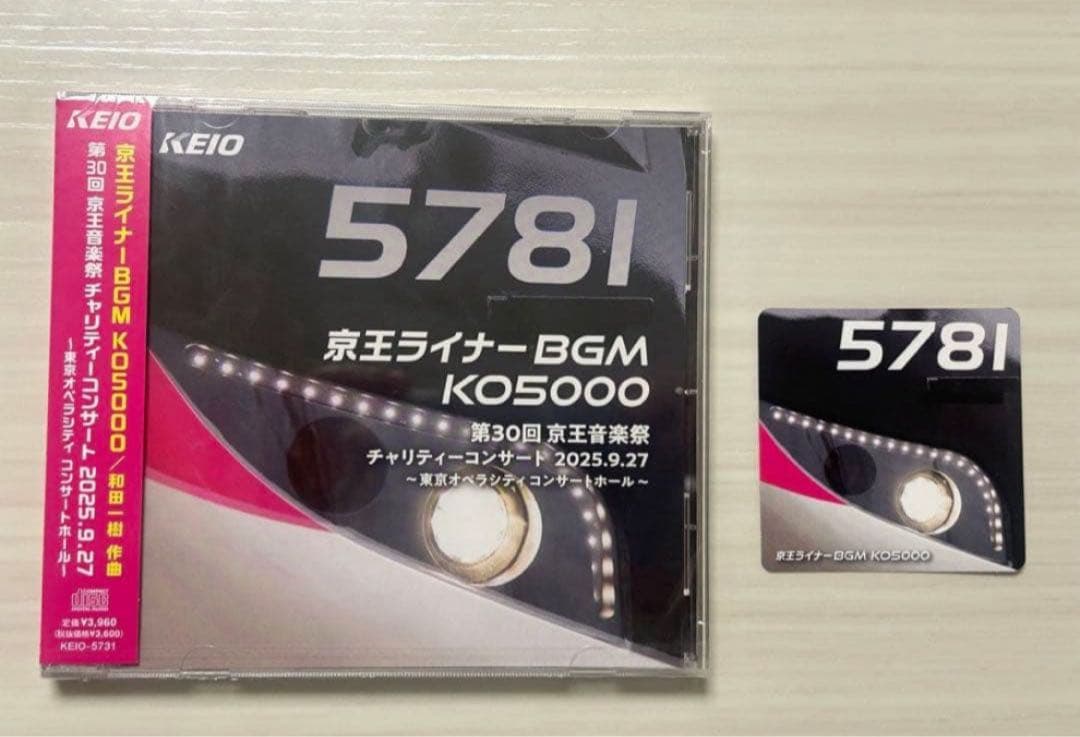 KEIO
京王ライナーBGM KO5000/和田一樹 作曲
第30回 京王音楽祭 チャリティーコンサート 2025.9.27
~東京オペラシティ コンサートホール~
COMPACT
disc
DIGITAL AUDIO
定価¥3,960
(税抜価格¥3,600)
KEIO-5731
KEIO
5781
京王ライナーBGM
KO5000
第30回 京王音楽祭
チャリティーコンサート 2025.9.27
~東京オペラシティコンサートホール~
5781
京王ライナーBGM KO5000